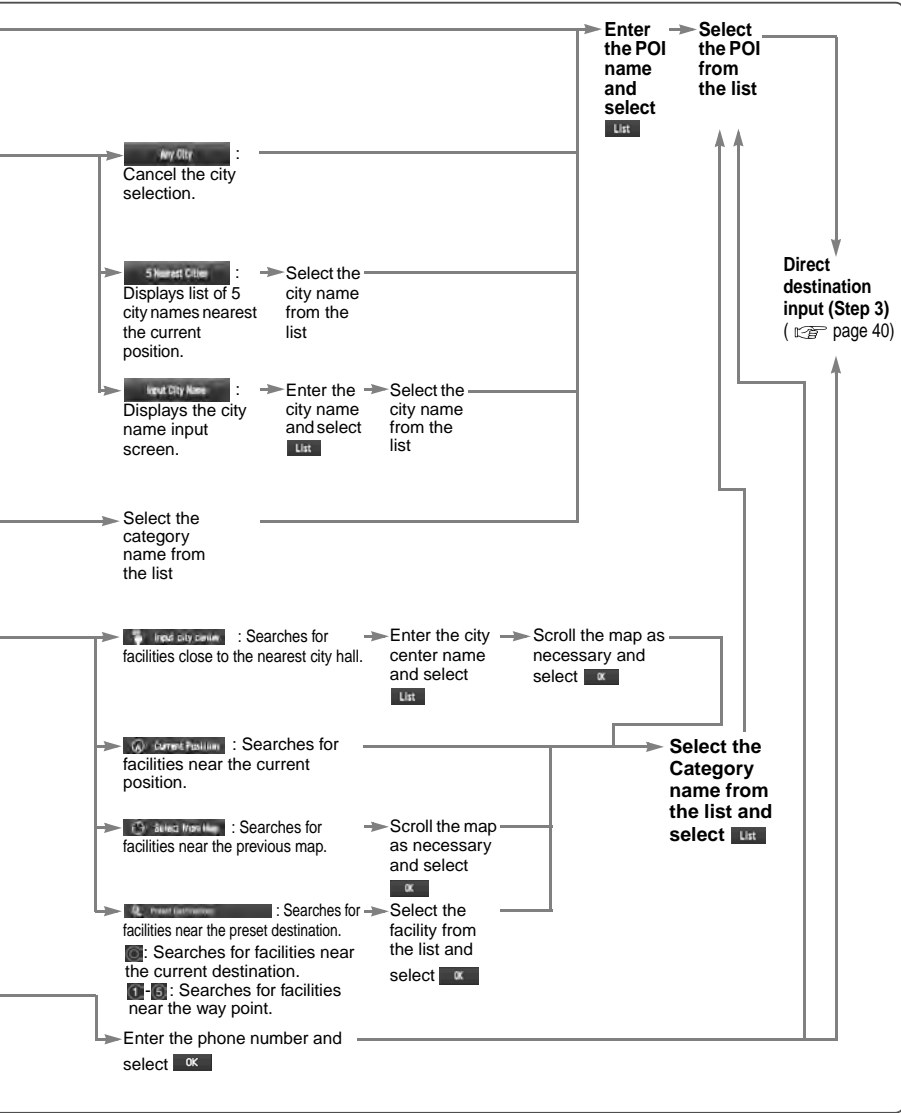 Enter
the POI
name
and
select
List
Select
the POI
from
the list
Any City :
Cancel the city
selection.
5 Nearest Cities :
Displays list of 5
city names nearest
the current
position.
Select the
city name
from the
list
Input City Name :
Displays the city
name input
screen.
Enter the
city name
and select
List
Select the
city name
from the
list
Direct
destination
input (Step 3)
( page 40)
Select the
category
name from
the list
Input city center : Searches for
facilities close to the nearest city hall.
Enter the city
center name
and select
List
Scroll the map as
necessary and
select OK
Current Position : Searches for
facilities near the current
position.
Select the
Category
name from
the list and
select List
Select from Map : Searches for
facilities near the previous map.
Scroll the map
as necessary
and select
OK
Preset Destination : Searches for
facilities near the preset destination.
: Searches for facilities near
the current destination.
1 - 5 : Searches for facilities
near the way point.
Select the
facility from
the list and
select OK
Enter the phone number and
select OK